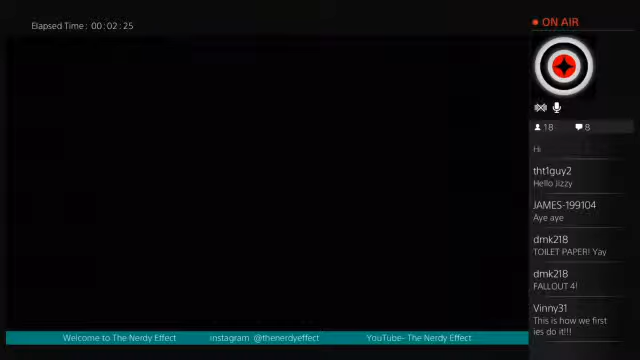 Elapsed Time : 00:02:25
ON AIR
18 8
Hi
tht1guy2
Hello Jizzy
JAMES-199104
Aye aye
dmk218
TOILET PAPER! Yay
dmk218
FALLOUT 4!
Vinny31
This is how we first
ies do it!!!
Welcome to The Nerdy Effect instagram @thenerdyeffect YouTube- The Nerdy Effect